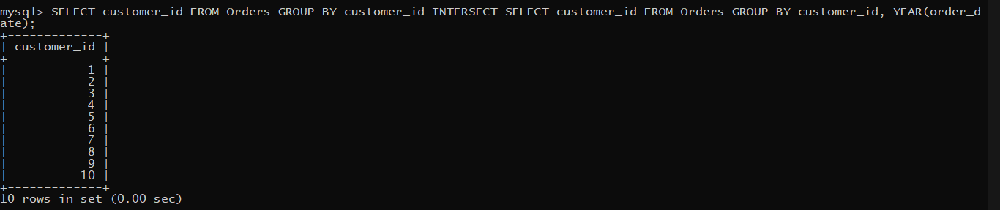 mysql> SELECT customer_id FROM Orders GROUP BY customer_id INTERSECT SELECT customer_id FROM Orders GROUP BY customer_id, YEAR(order_d
ate);
+-------------+
| customer_id |
+-------------+
|           1 |
|           2 |
|           3 |
|           4 |
|           5 |
|           6 |
|           7 |
|           8 |
|           9 |
|          10 |
+-------------+
10 rows in set (0.00 sec)